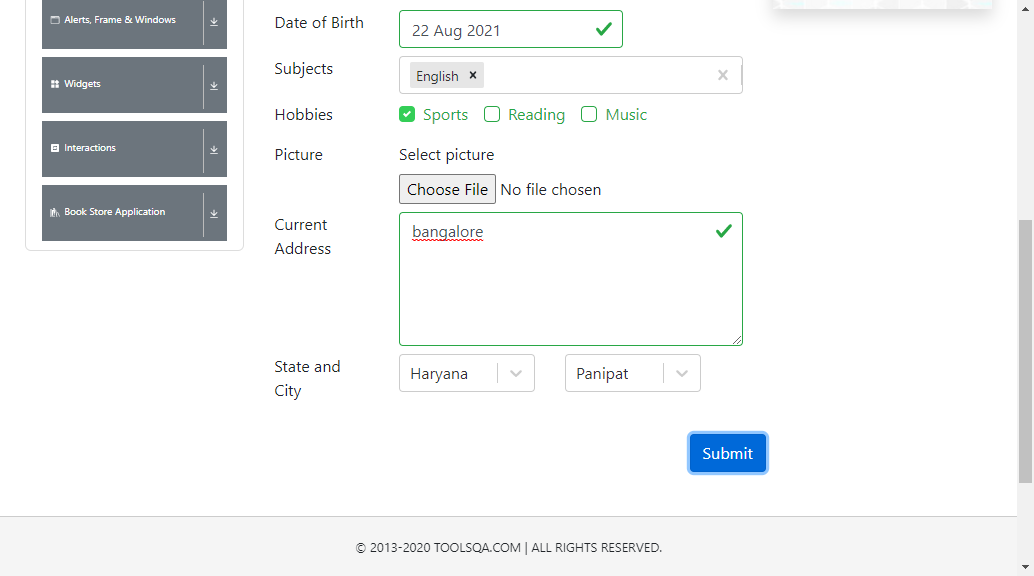 Alerts, Frame & Windows
Widgets
Interactions
Book Store Application
Date of Birth
22 Aug 2021
Subjects
English ×
Hobbies
Sports Reading Music
Picture
Select picture
Choose File No file chosen
Current
Address
bangalore
State and
City
Haryana
Panipat
Submit
© 2013-2020 TOOLSQA.COM | ALL RIGHTS RESERVED.